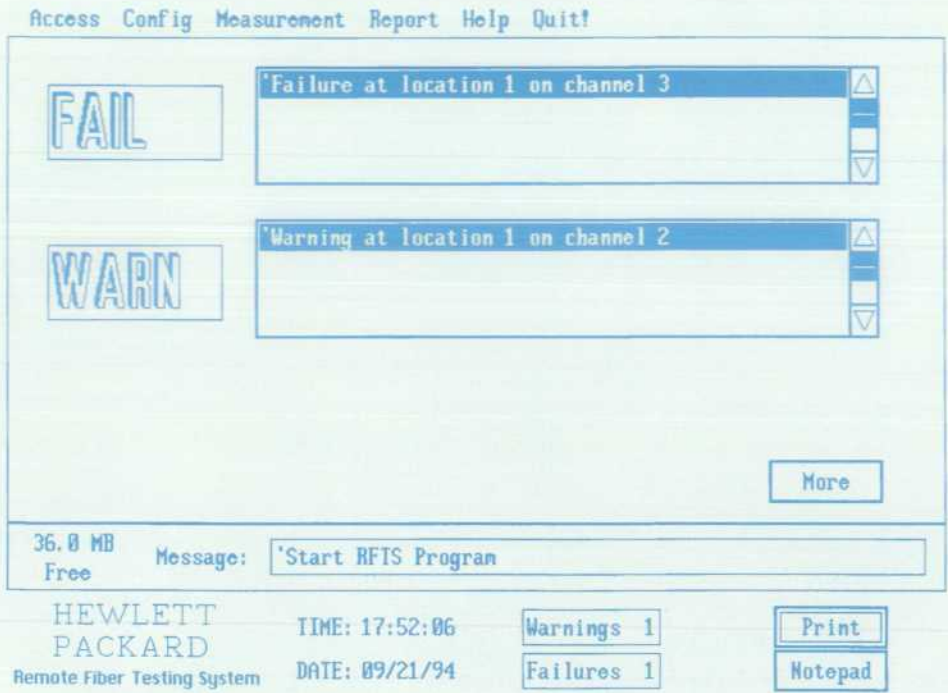 Access Config Measurement Report Help Quit!
FAIL
'Failure at location 1 on channel 3
WARN
'Warning at location 1 on channel 2
More
36.0 MB
Free
Message:
'Start RFTS Program
HEWLETT
PACKARD
Remote Fiber Testing System
TIME: 17:52:06
DATE: 09/21/94
Warnings 1
Failures 1
Print
Notepad